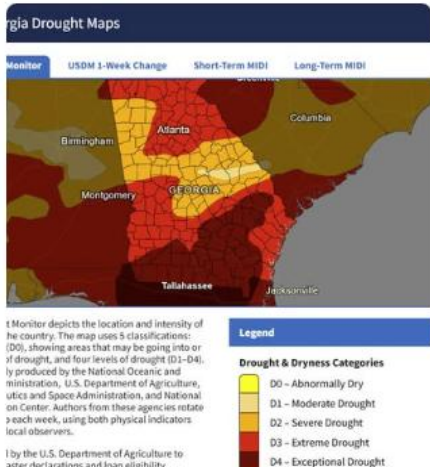 rgia Drought Maps
Monitor USDM 1-Week Change Short-Term MIDI Long-Term MIDI
Greenville
Columbia
Atlanta
Birmingham
GEORGIA
Montgomery
Tallahassee
Jacksonville
t Monitor depicts the location and intensity of
he country. The map uses 5 classifications:
(D0), showing areas that may be going into or
of drought, and four levels of drought (D1–D4).
ly produced by the National Oceanic and
ministration, U.S. Department of Agriculture,
utics and Space Administration, and National
on Center. Authors from these agencies rotate
p each week, using both physical indicators
local observers.
l by the U.S. Department of Agriculture to
aster declarations and loan eligibility
Legend
Drought & Dryness Categories
D0 – Abnormally Dry
D1 – Moderate Drought
D2 – Severe Drought
D3 – Extreme Drought
D4 – Exceptional Drought